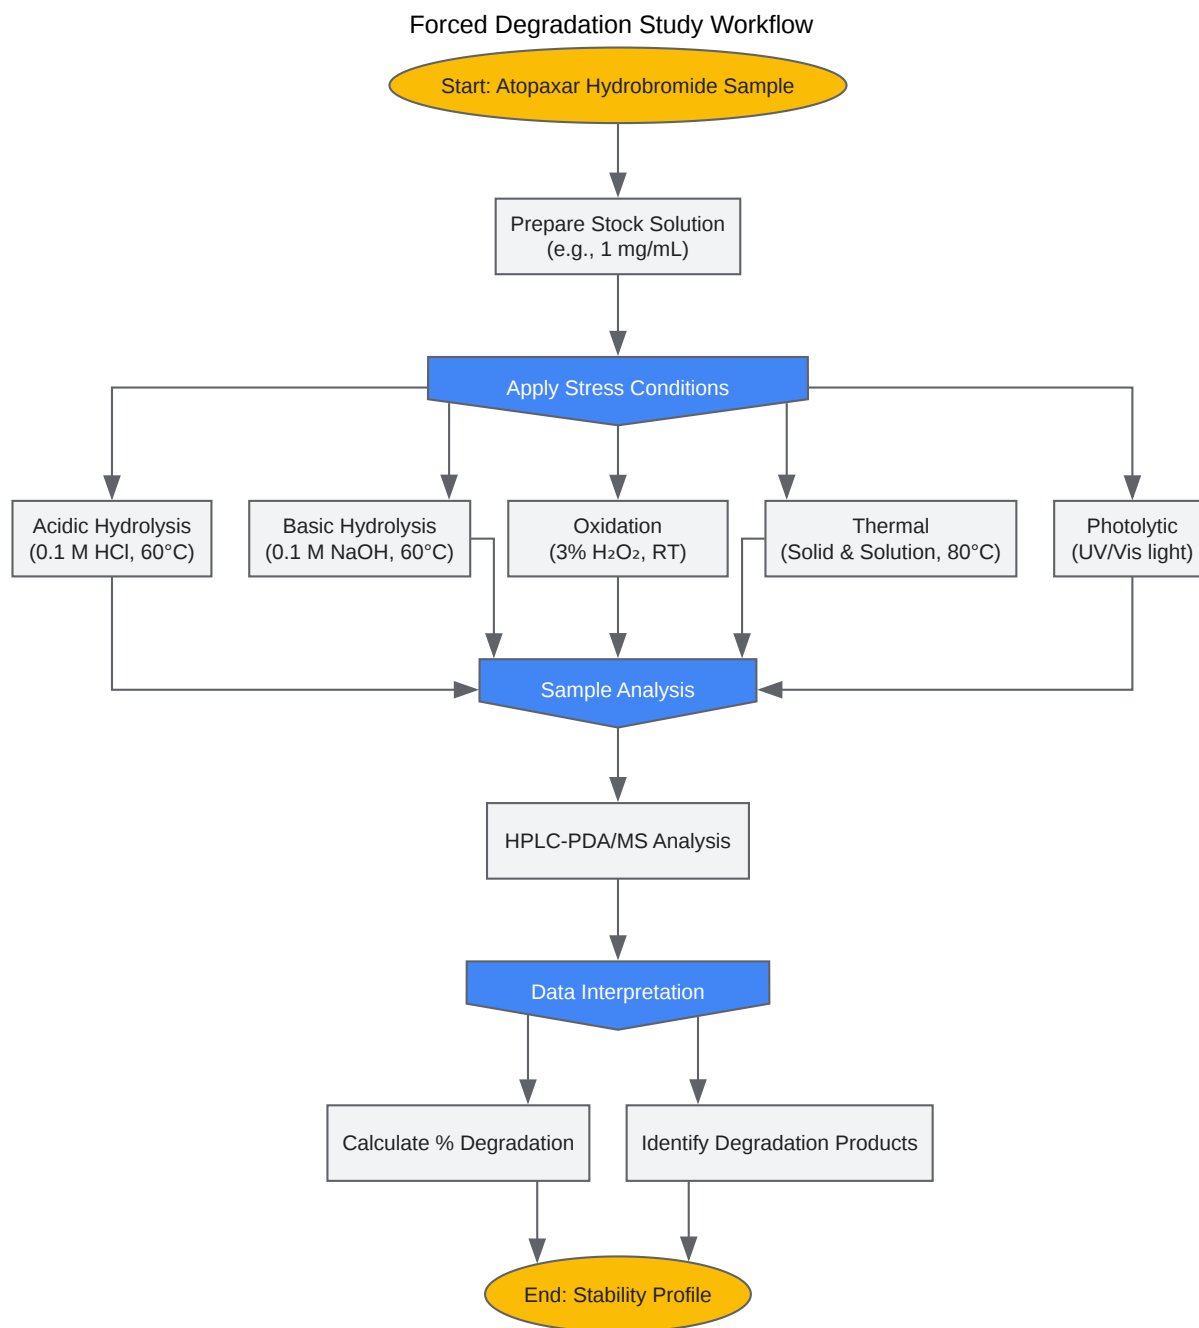 Forced Degradation Study Workflow
Start: Atopaxar Hydrobromide Sample
Prepare Stock Solution
(e.g., 1 mg/mL)
Apply Stress Conditions
Acidic Hydrolysis
(0.1 M HCl, 60°C)
Basic Hydrolysis
(0.1 M NaOH, 60°C)
Oxidation
(3% H₂O₂, RT)
Thermal
(Solid & Solution, 80°C)
Photolytic
(UV/Vis light)
Sample Analysis
HPLC-PDA/MS Analysis
Data Interpretation
Calculate % Degradation
Identify Degradation Products
End: Stability Profile